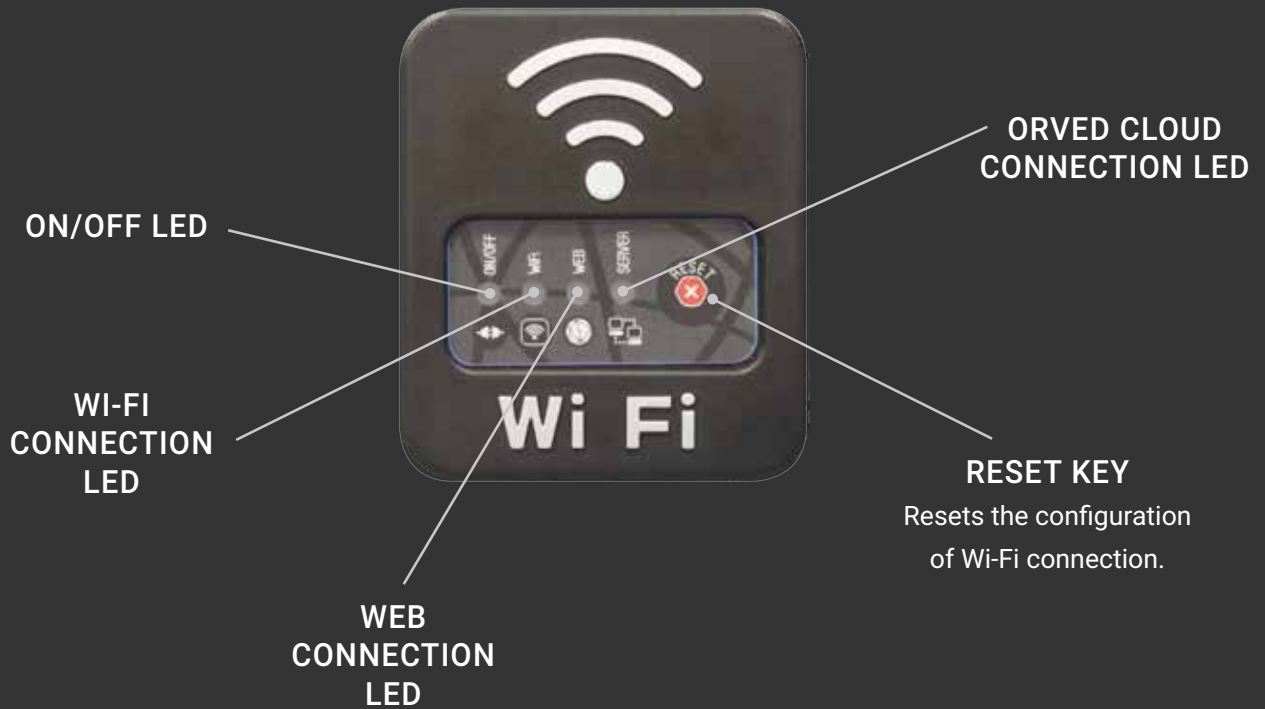 ORVED CLOUD
CONNECTION LED
ON/OFF LED
ON/OFF
WIFI
WEB
SERVER
RESET
WI-FI
CONNECTION
LED
Wi Fi
RESET KEY
Resets the configuration
of Wi-Fi connection.
WEB
CONNECTION
LED